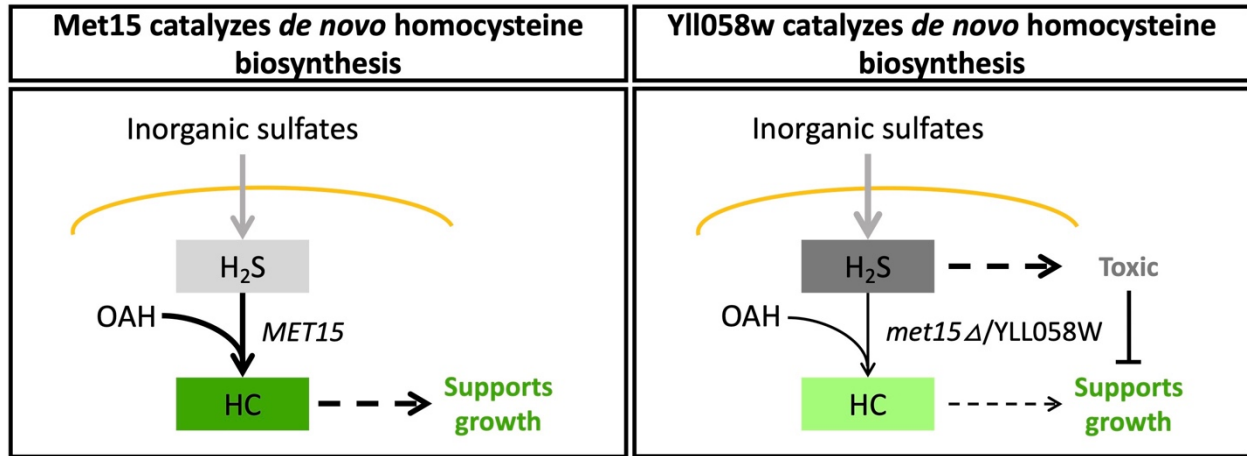 Met15 catalyzes de novo homocysteine
biosynthesis
Inorganic sulfates
H₂S
OAH
MET15
HC
Supports
growth
Yll058w catalyzes de novo homocysteine
biosynthesis
Inorganic sulfates
H₂S
Toxic
OAH
met15Δ/YLL058W
HC
Supports
growth